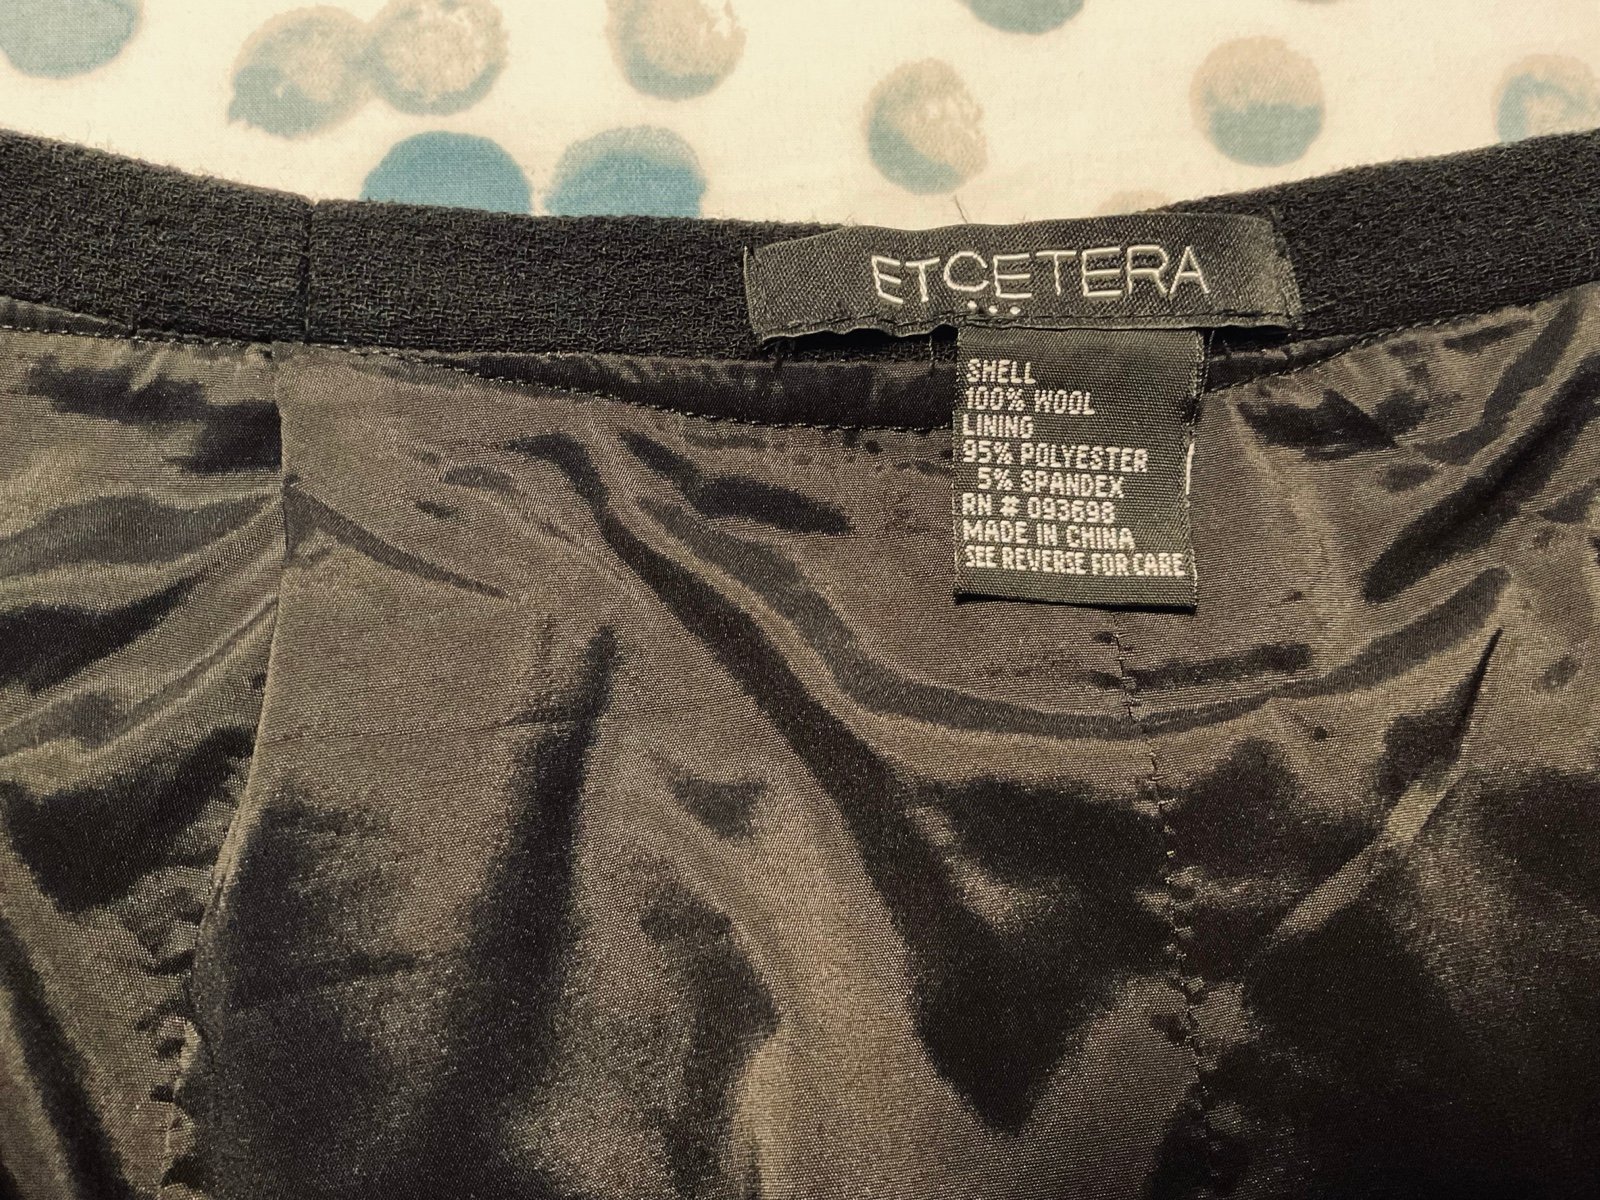 ETCETERA
SHELL
100% WOOL
LINING
95% POLYESTER
5% SPANDEX
RN # 093698
MADE IN CHINA
SEE REVERSE FOR CARE